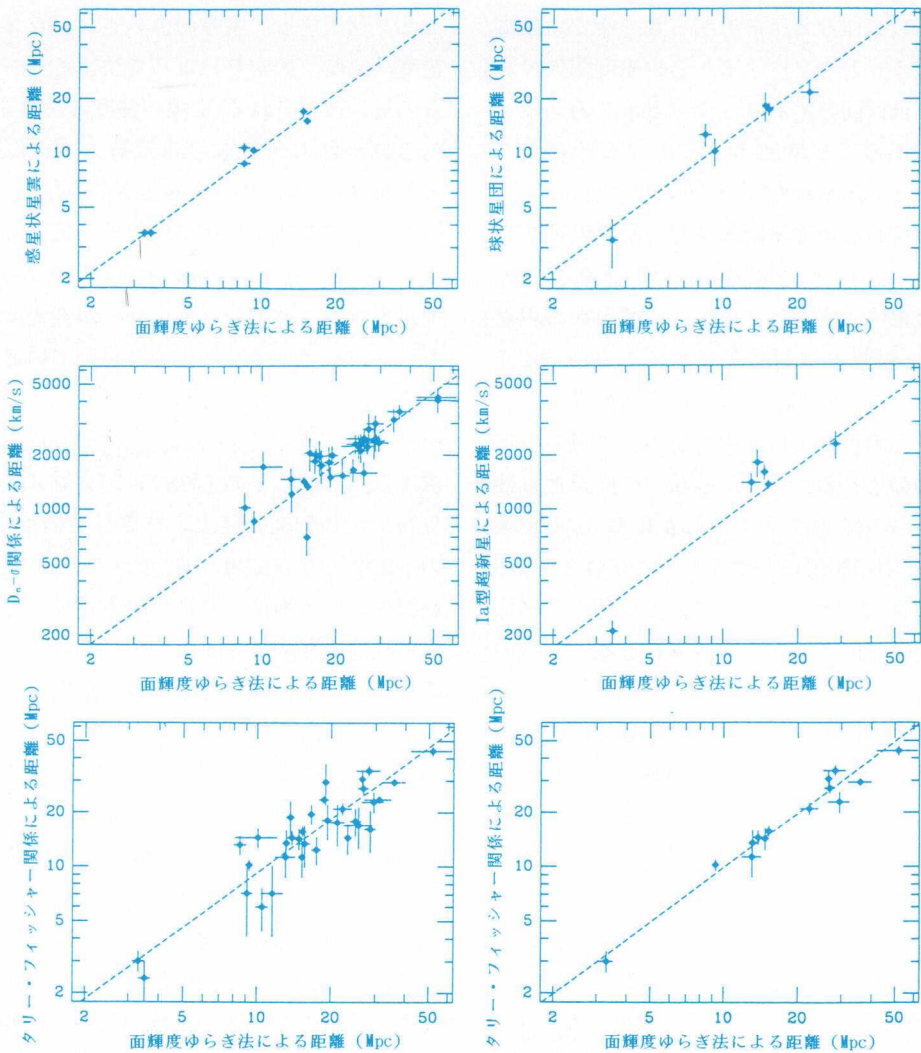 惑星状星雲による距離 (Mpc)
50
20
10
5
2
2 5 10 20 50
面輝度ゆらぎ法による距離 (Mpc)
球状星団による距離 (Mpc)
50
20
10
5
2
2 5 10 20 50
面輝度ゆらぎ法による距離 (Mpc)
Dn-σ関係による距離 (km/s)
5000
2000
1000
500
200
2 5 10 20 50
面輝度ゆらぎ法による距離 (Mpc)
Ia型超新星による距離 (km/s)
5000
2000
1000
500
200
2 5 10 20 50
面輝度ゆらぎ法による距離 (Mpc)
タリー・フィッシャー関係による距離 (Mpc)
50
20
10
5
2
2 5 10 20 50
面輝度ゆらぎ法による距離 (Mpc)
タリー・フィッシャー関係による距離 (Mpc)
50
20
10
5
2
2 5 10 20 50
面輝度ゆらぎ法による距離 (Mpc)